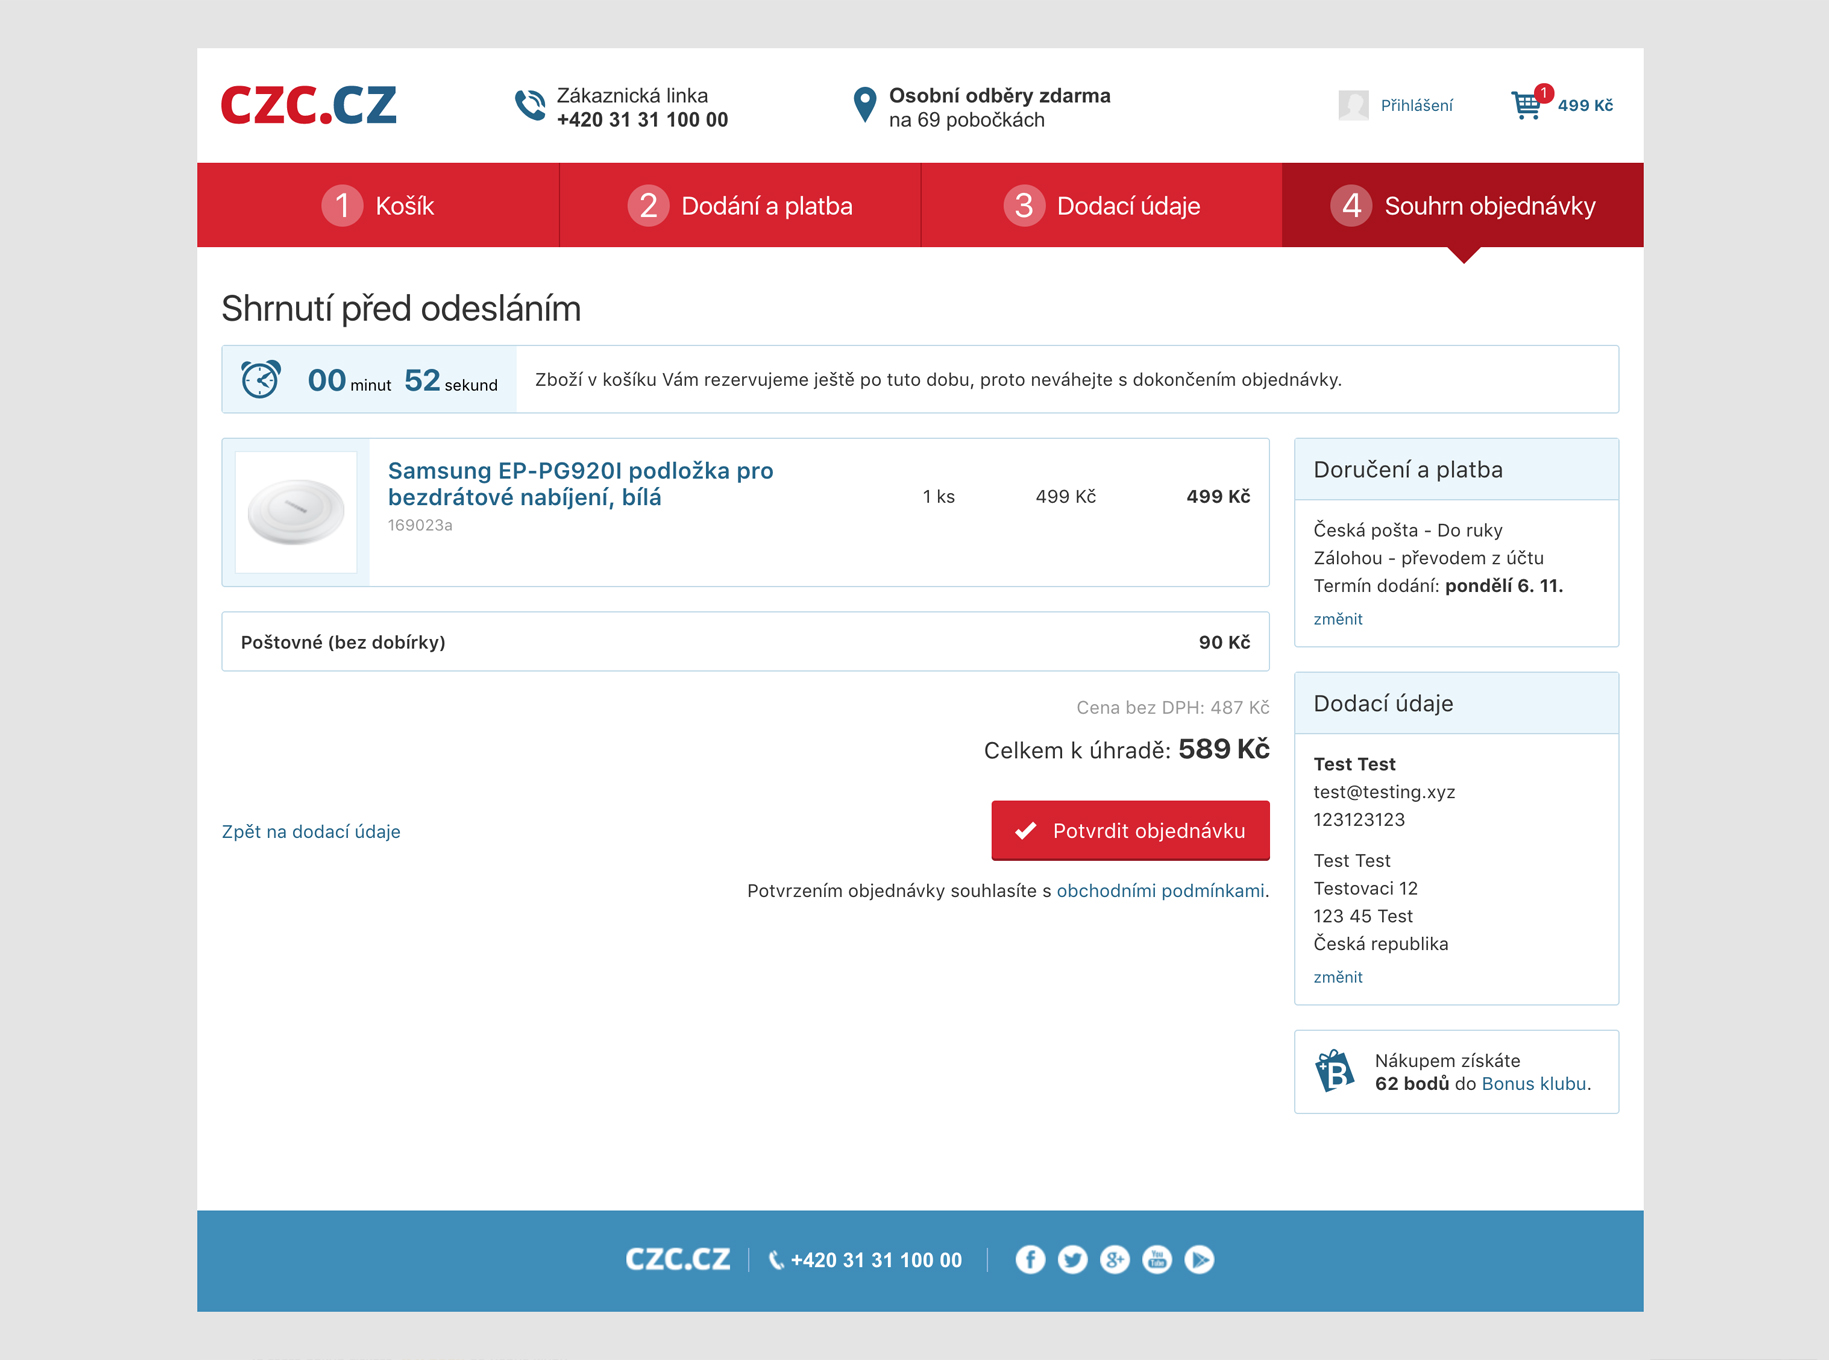 CZC.CZ
Zákaznická linka
+420 31 31 100 00
Osobní odběry zdarma
na 69 pobočkách
Přihlášení
1
499 Kč
1 Košík
2 Dodání a platba
3 Dodací údaje
4 Souhrn objednávky
Shrnutí před odesláním
00 minut 52 sekund
Zboží v košíku Vám rezervujeme ještě po tuto dobu, proto neváhejte s dokončením objednávky.
Samsung EP-PG920I podložka pro
bezdrátové nabíjení, bílá
169023a
1 ks
499 Kč
499 Kč
Poštovné (bez dobírky)
90 Kč
Cena bez DPH: 487 Kč
Celkem k úhradě: 589 Kč
Zpět na dodací údaje
Potvrdit objednávku
Potvrzením objednávky souhlasíte s obchodními podmínkami.
Doručení a platba
Česká pošta - Do ruky
Zálohou - převodem z účtu
Termín dodání: pondělí 6. 11.
změnit
Dodací údaje
Test Test
test@testing.xyz
123123123
Test Test
Testovaci 12
123 45 Test
Česká republika
změnit
+B
Nákupem získáte
62 bodů do Bonus klubu.
CZC.CZ
+420 31 31 100 00
f
g+
You
Tube